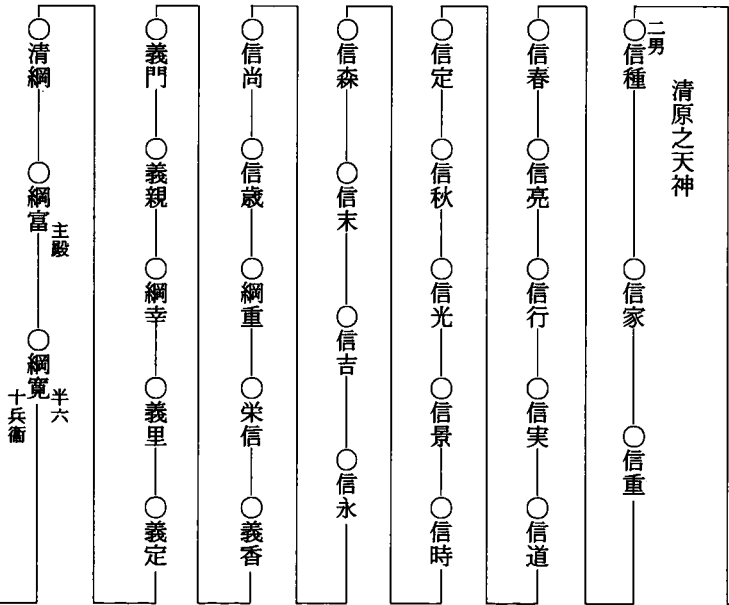 清原之天神
二男
○信種
○信家
○信重
○信春
○信亮
○信行
○信実
○信道
○信定
○信秋
○信光
○信景
○信時
○信森
○信末
○信吉
○信永
○信尚
○信歳
○綱重
○栄信
○義香
○義門
○義親
○綱幸
○義里
○義定
○清綱
○綱富
主殿
○綱寛
半六
十兵衞